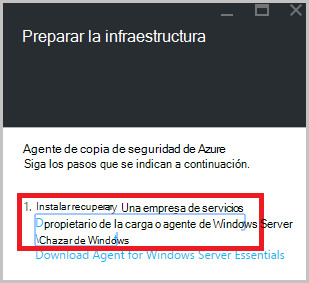 Preparar la infraestructura
Agente de copia de seguridad de Azure
Siga los pasos que se indican a continuación.
1. Instalar recuperar y Una empresa de servicios
Dpropietario de la carga o agente de Windows Server
\Chazar de Windows
Download Agent for Windows Server Essentials